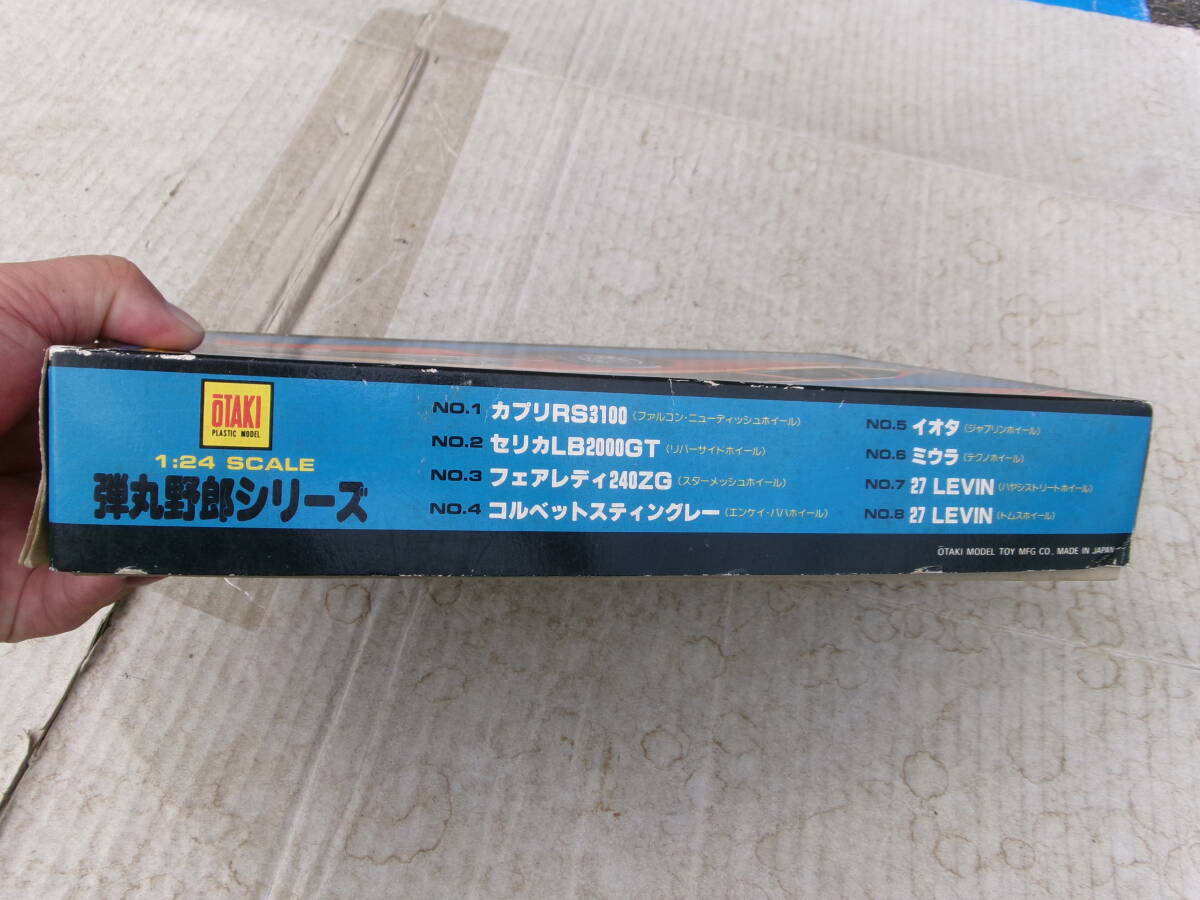 ŌTAKI
PLASTIC MODEL
1:24 SCALE
弾丸野郎シリーズ
NO.1 カプリRS3100 (ファルコン・ニューディッシュホイール)
NO.2 セリカLB2000GT (リバーサイドホイール)
NO.3 フェアレディ240ZG (スターメッシュホイール)
NO.4 コルベットスティングレー (エンケイ・バハホイール)
NO.5 イオタ (ジャプリンホイール)
NO.6 ミウラ (テクノホイール)
NO.7 27 LEVIN (ハヤシストリートホイール)
NO.8 27 LEVIN (トムスホイール)
ŌTAKI MODEL TOY MFG CO., MADE IN JAPAN